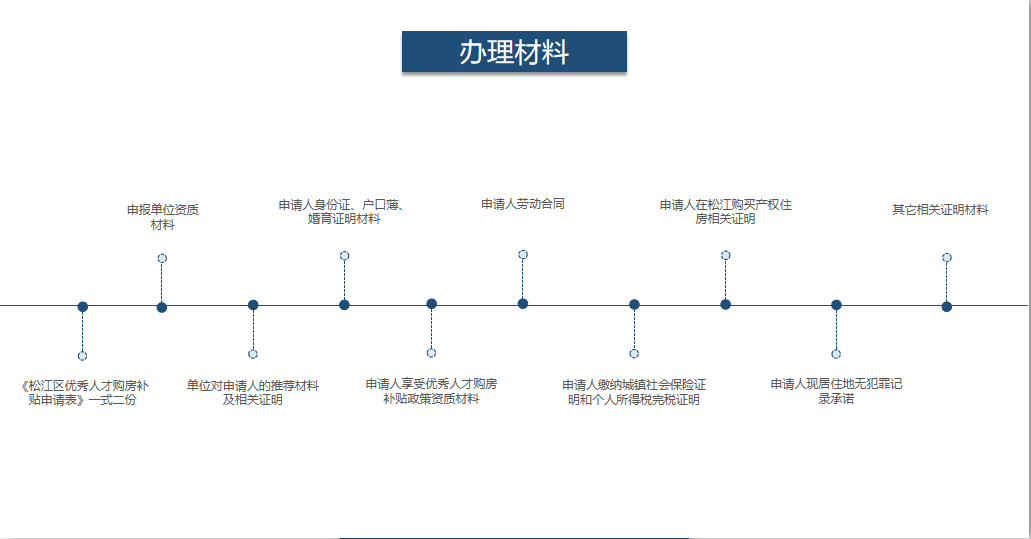 办理材料
申报单位资质
材料
申请人身份证、户口薄、
婚育证明材料
申请人劳动合同
申请人在松江购买产权住
房相关证明
其它相关证明材料
《松江区优秀人才购房补
贴申请表》一式二份
单位对申请人的推荐材料
及相关证明
申请人享受优秀人才购房
补贴政策资质材料
申请人缴纳城镇社会保险证
明和个人所得税完税证明
申请人现居住地无犯罪记
录承诺